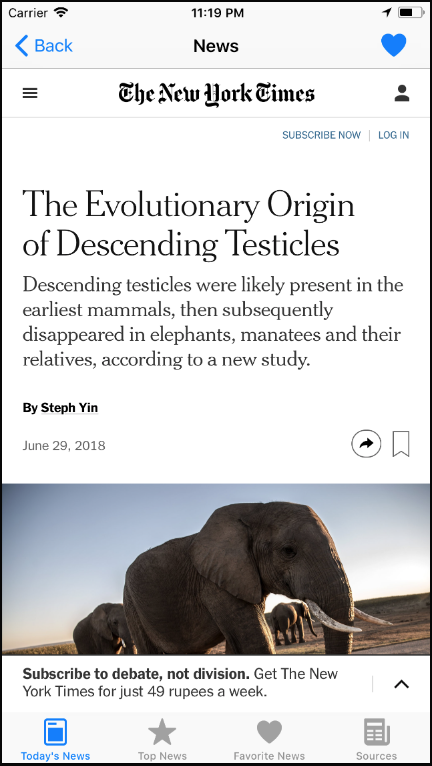 Carrier 11:19 PM
Back News
The New York Times
SUBSCRIBE NOW | LOG IN
The Evolutionary Origin
of Descending Testicles
Descending testicles were likely present in the
earliest mammals, then subsequently
disappeared in elephants, manatees and their
relatives, according to a new study.
By Steph Yin
June 29, 2018
Subscribe to debate, not division. Get The New
York Times for just 49 rupees a week.
Today's News Top News Favorite News Sources